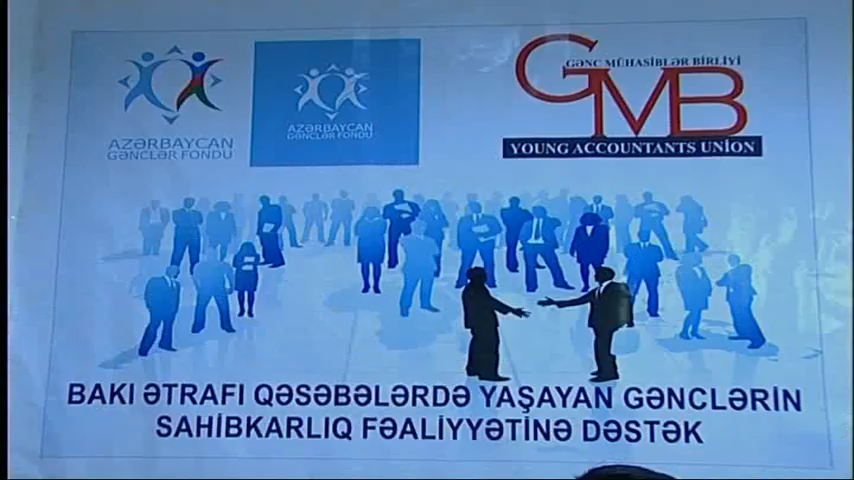 AZƏRBAYCAN
GƏNCLƏR FONDU
AZƏRBAYCAN
GƏNCLƏR FONDU
GƏNC MÜHASİBLƏR BİRLİYİ
GMB
YOUNG ACCOUNTANTS UNION
BAKI ƏTRAFI QƏSƏBƏLƏRDƏ YAŞAYAN GƏNCLƏRİN
SAHİBKARLIQ FƏALİYYƏTİNƏ DƏSTƏK